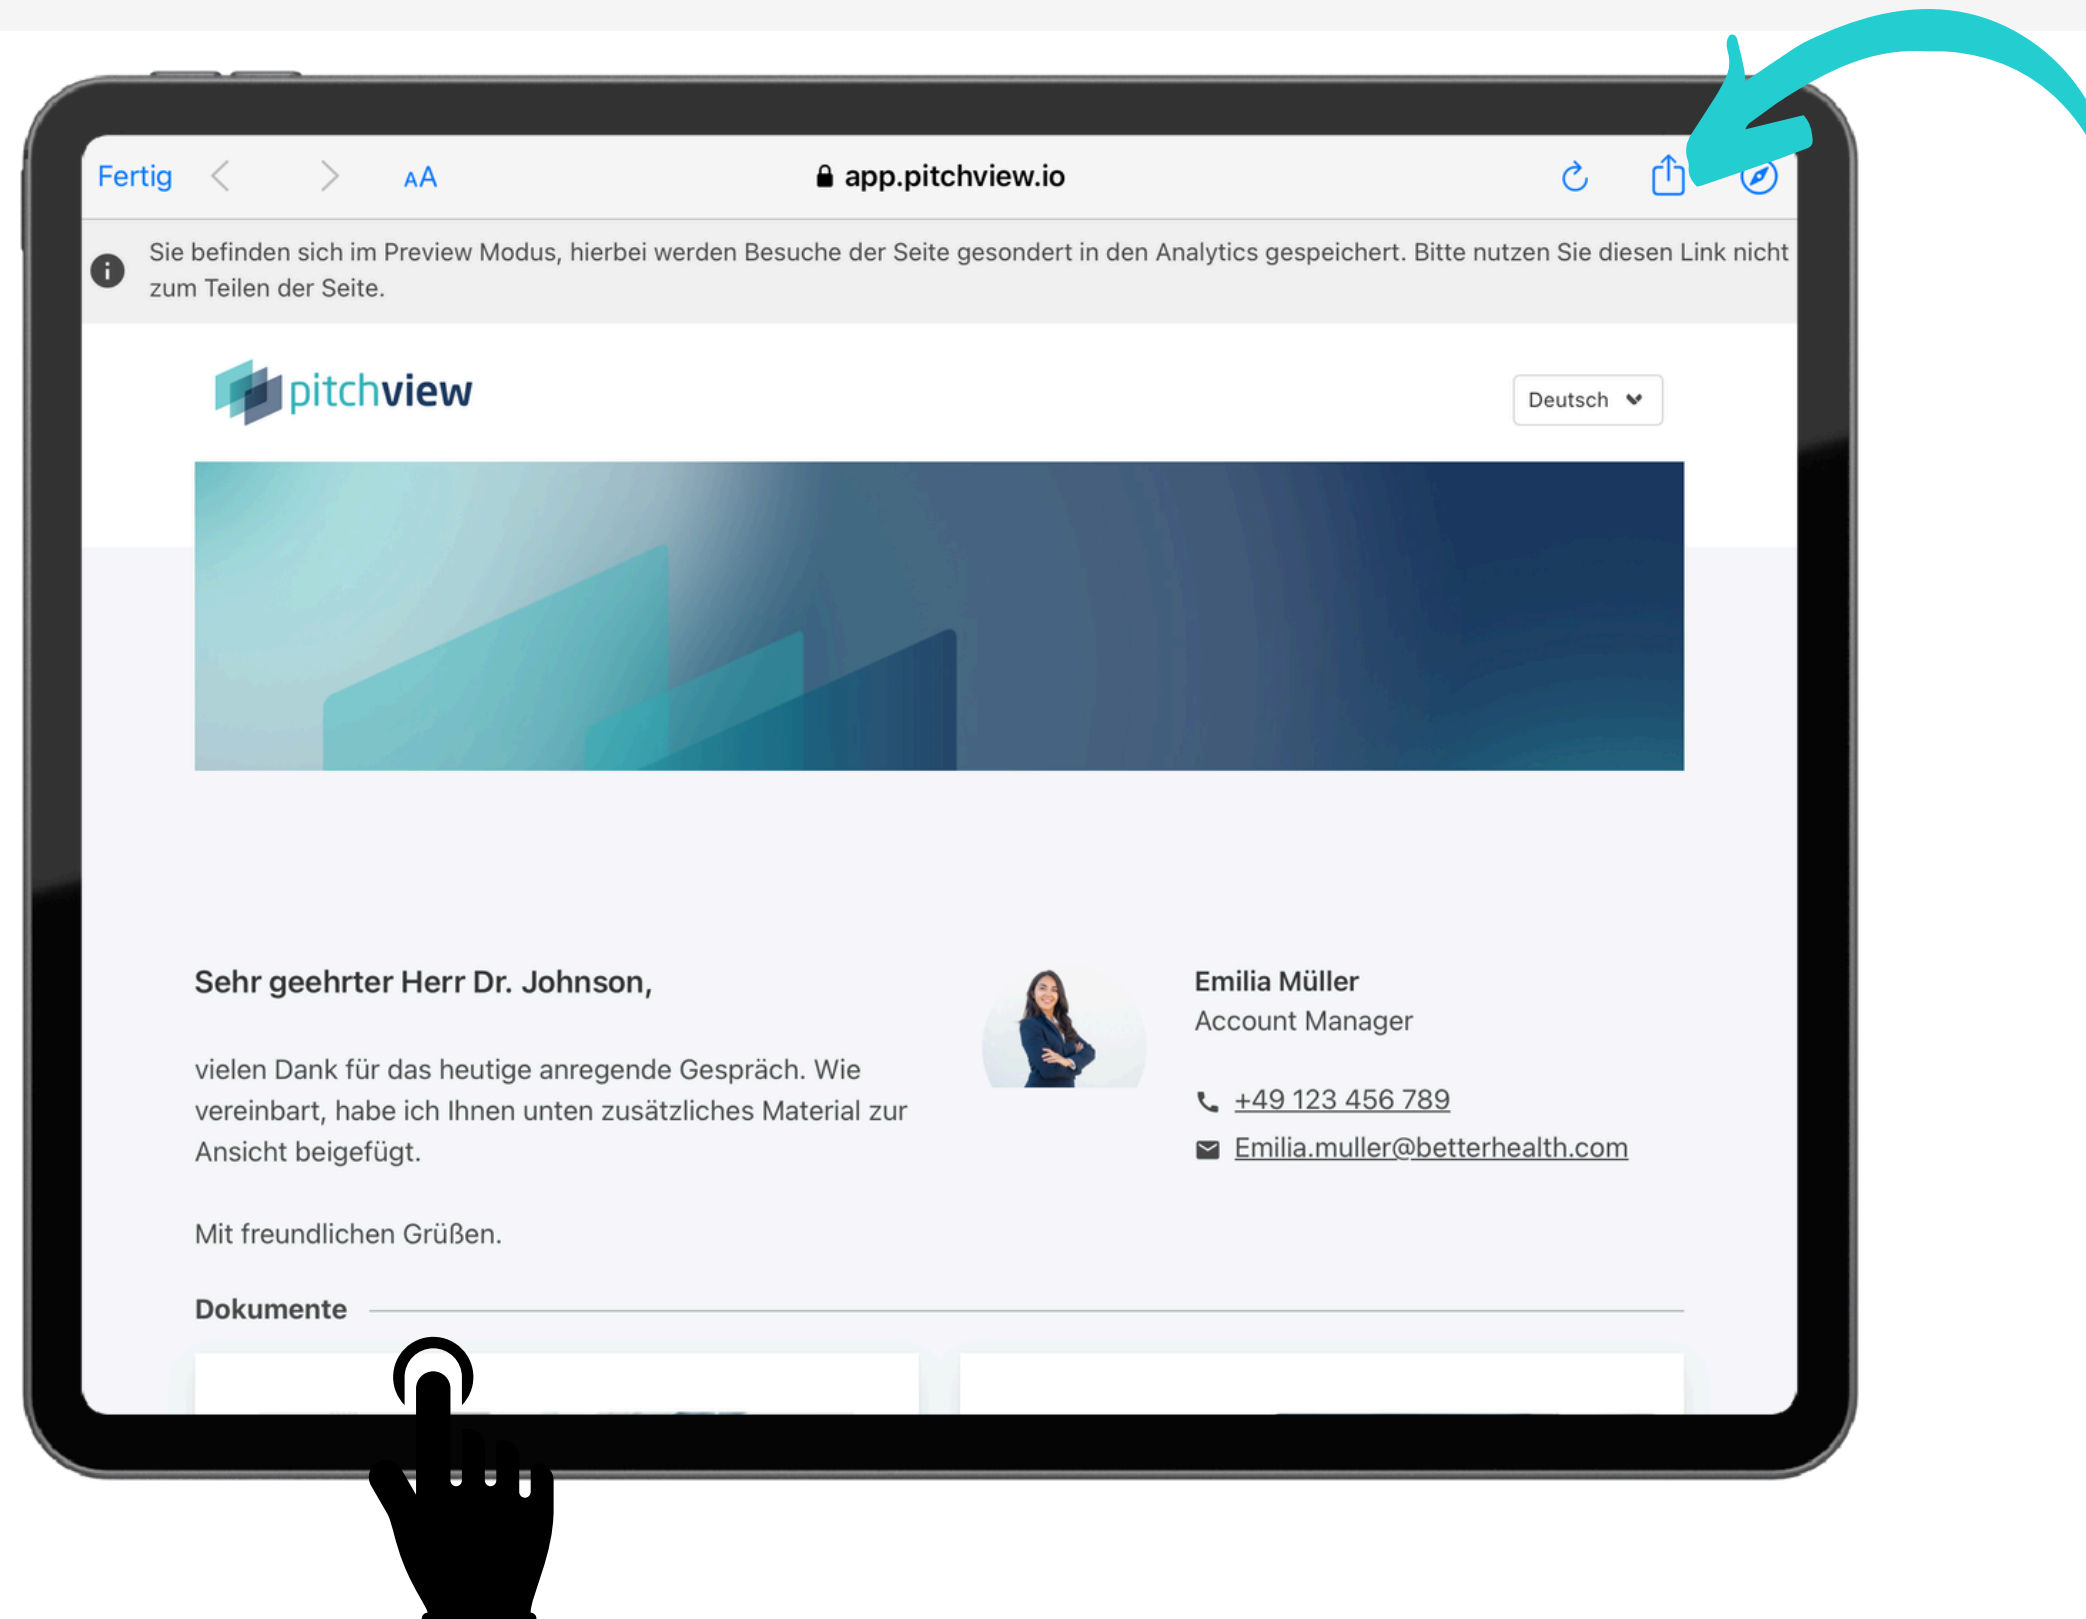 Fertig
AA
app.pitchview.io
Sie befinden sich im Preview Modus, hierbei werden Besuche der Seite gesondert in den Analytics gespeichert. Bitte nutzen Sie diesen Link nicht
zum Teilen der Seite.
pitchview
Deutsch
Sehr geehrter Herr Dr. Johnson,
vielen Dank für das heutige anregende Gespräch. Wie
vereinbart, habe ich Ihnen unten zusätzliches Material zur
Ansicht beigefügt.
Mit freundlichen Grüßen.
Emilia Müller
Account Manager
+49 123 456 789
Emilia.muller@betterhealth.com
Dokumente